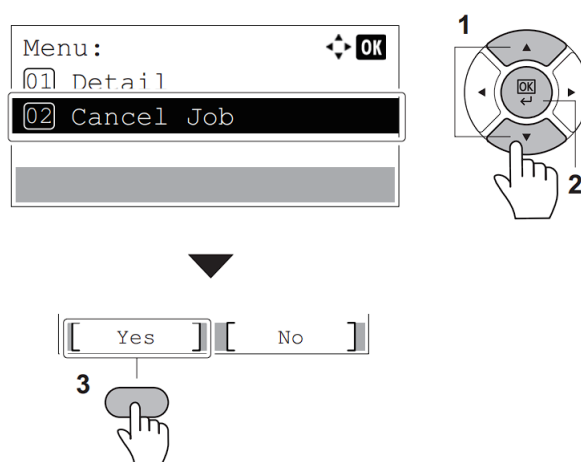 Menu: OK
01 Detail
02 Cancel Job
1
OK
2
[ Yes ] [ No ]
3